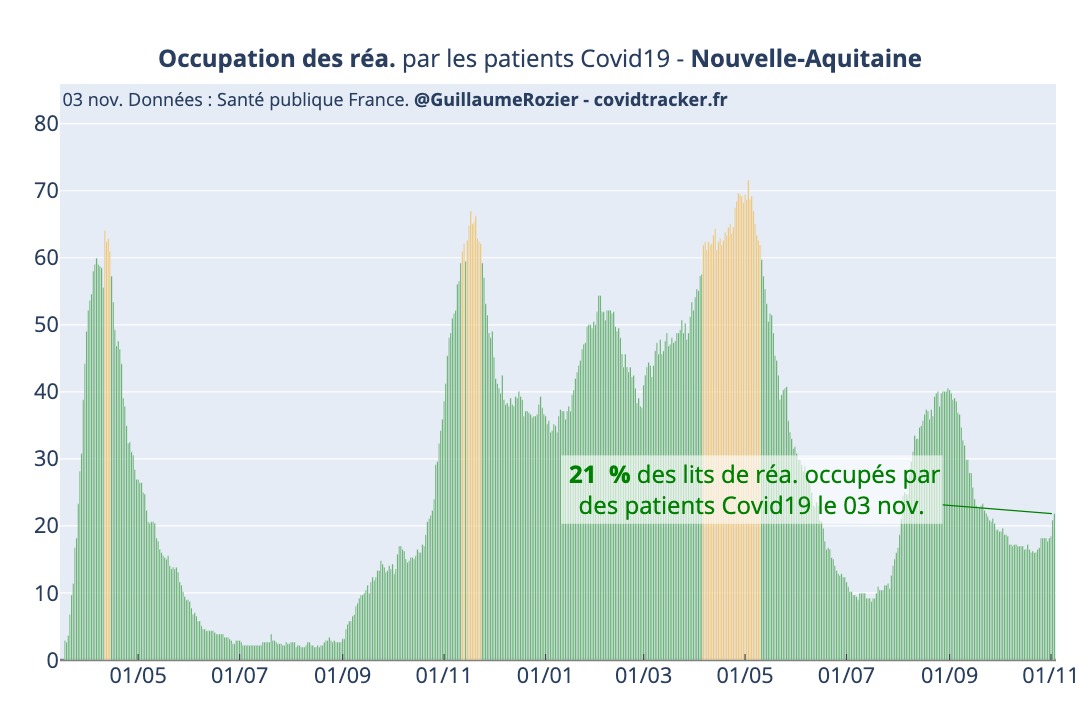 Occupation des réa. par les patients Covid19 - Nouvelle-Aquitaine
03 nov. Données : Santé publique France. @GuillaumeRozier - covidtracker.fr
80
70
60
50
40
30
21 % des lits de réa. occupés par
des patients Covid19 le 03 nov.
20
10
0
01/05 01/07 01/09 01/11 01/01 01/03 01/05 01/07 01/09 01/11